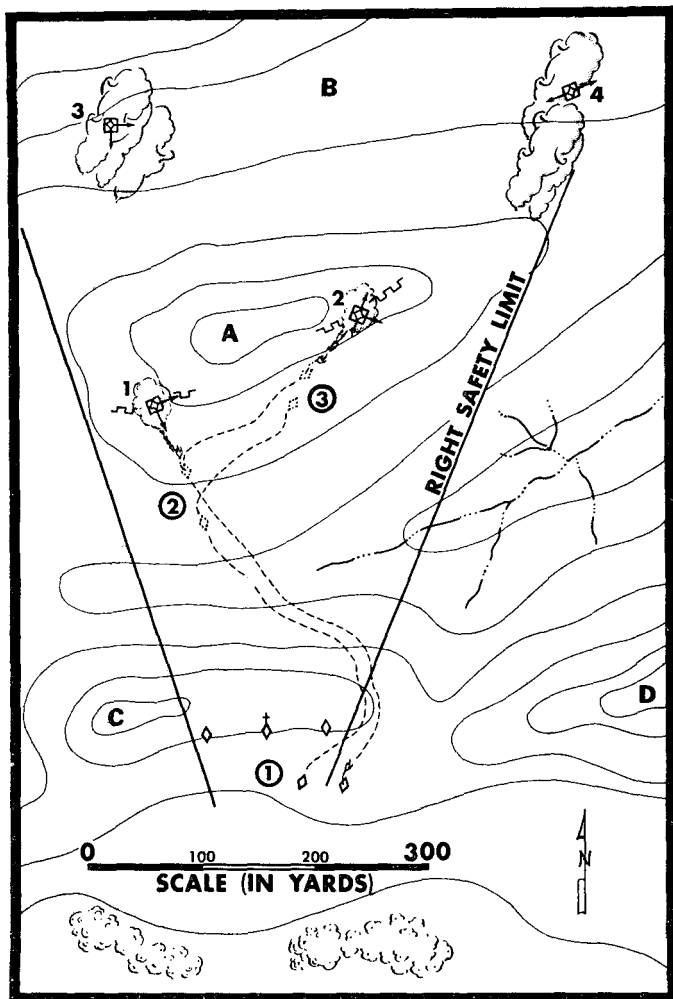 B
3
4
2
A
1
③
RIGHT SAFETY LIMIT
②
C
D
①
N
0 100 200 300
SCALE (IN YARDS)